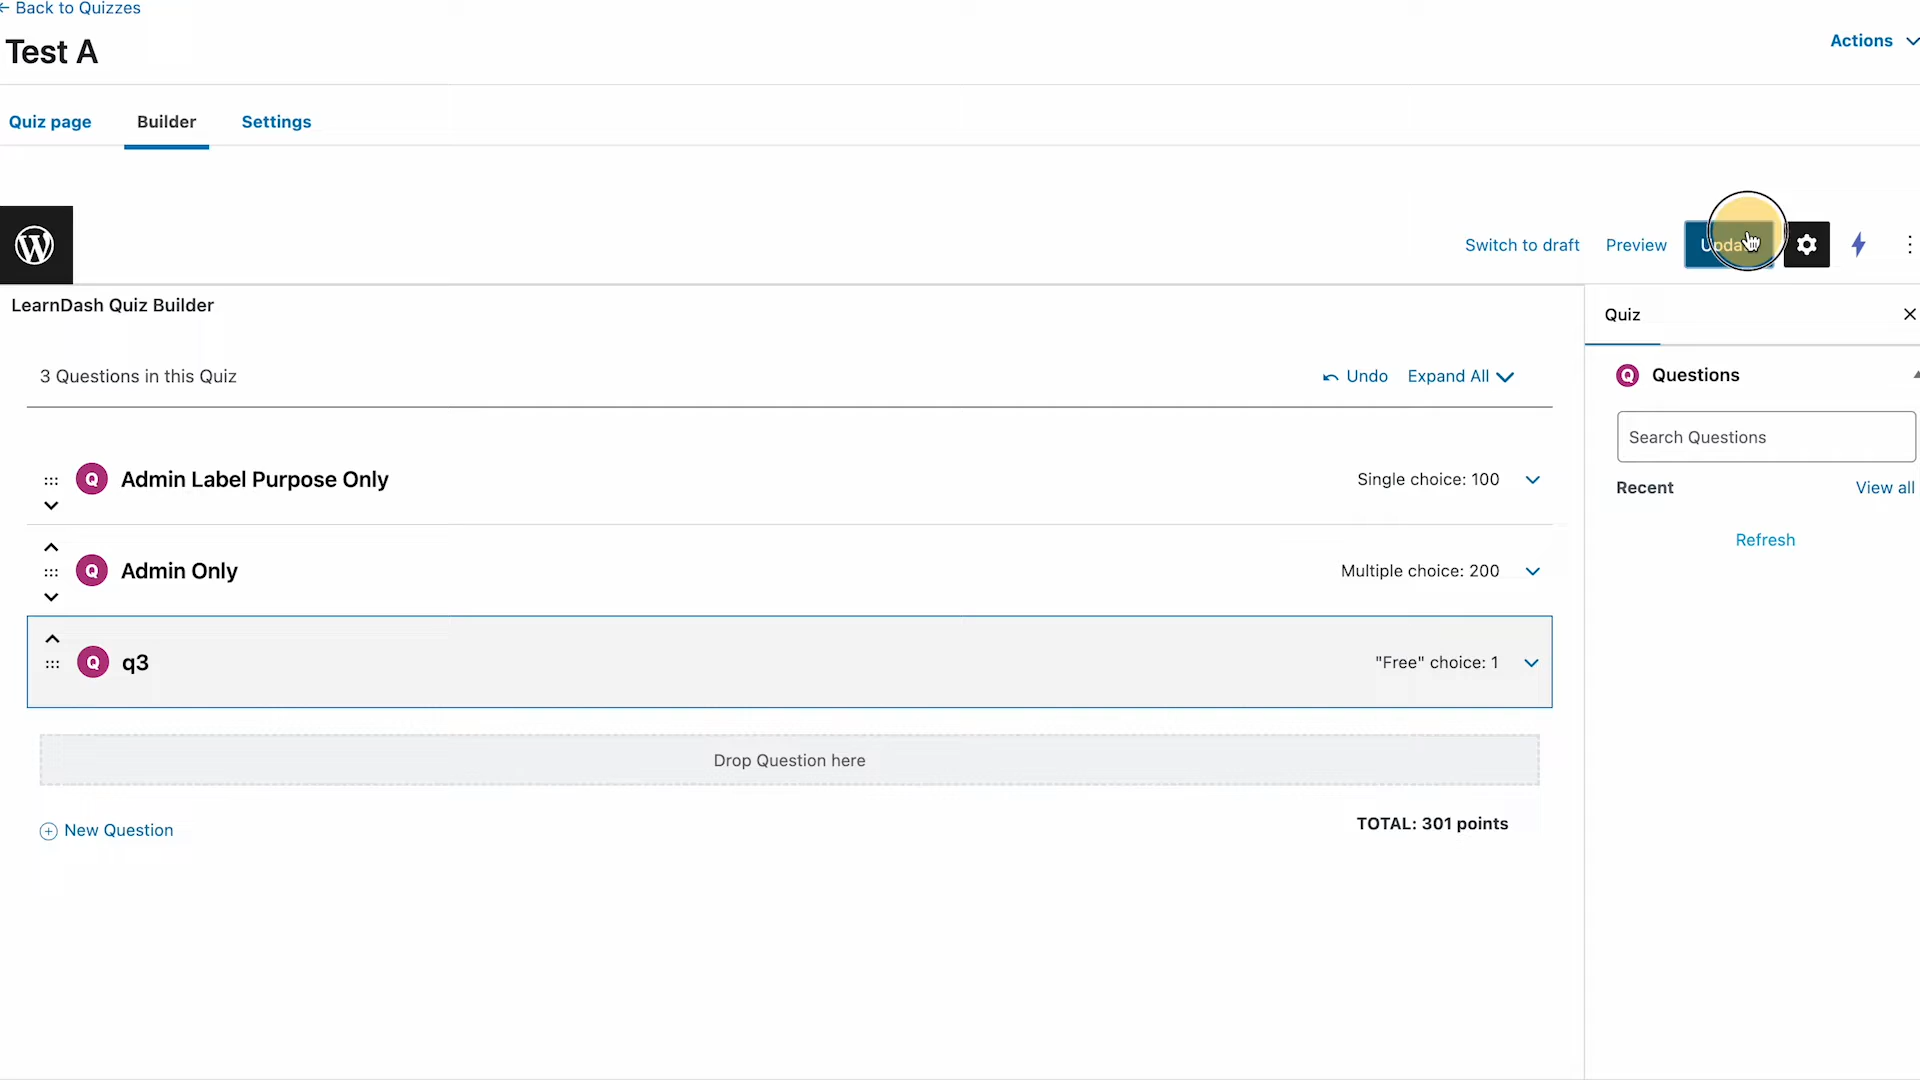 ← Back to Quizzes
Test A
Actions
Quiz page
Builder
Settings
Switch to draft
Preview
LearnDash Quiz Builder
Quiz
3 Questions in this Quiz
Undo
Expand All
Q Questions
Search Questions
Q Admin Label Purpose Only
Single choice: 100
Recent
View all
Refresh
Q Admin Only
Multiple choice: 200
Q q3
"Free" choice: 1
Drop Question here
New Question
TOTAL: 301 points